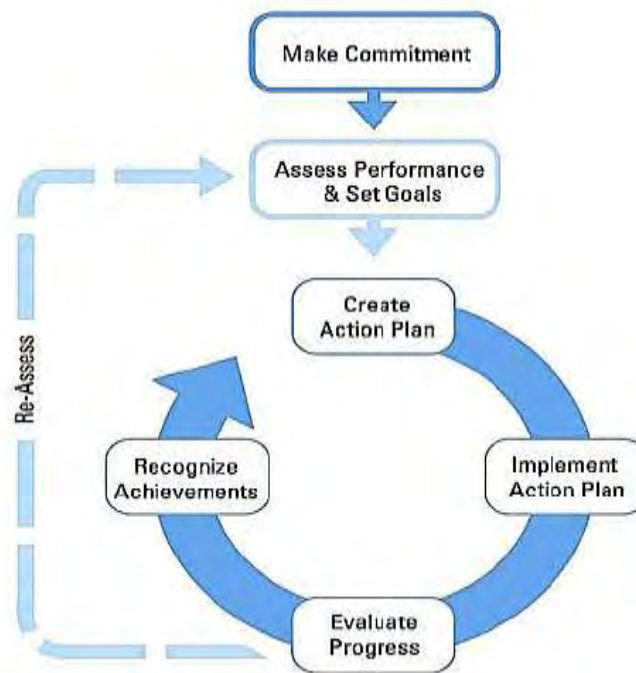 Make Commitment
Assess Performance
& Set Goals
Create
Action Plan
Re-Assess
Recognize
Achievements
Implement
Action Plan
Evaluate
Progress